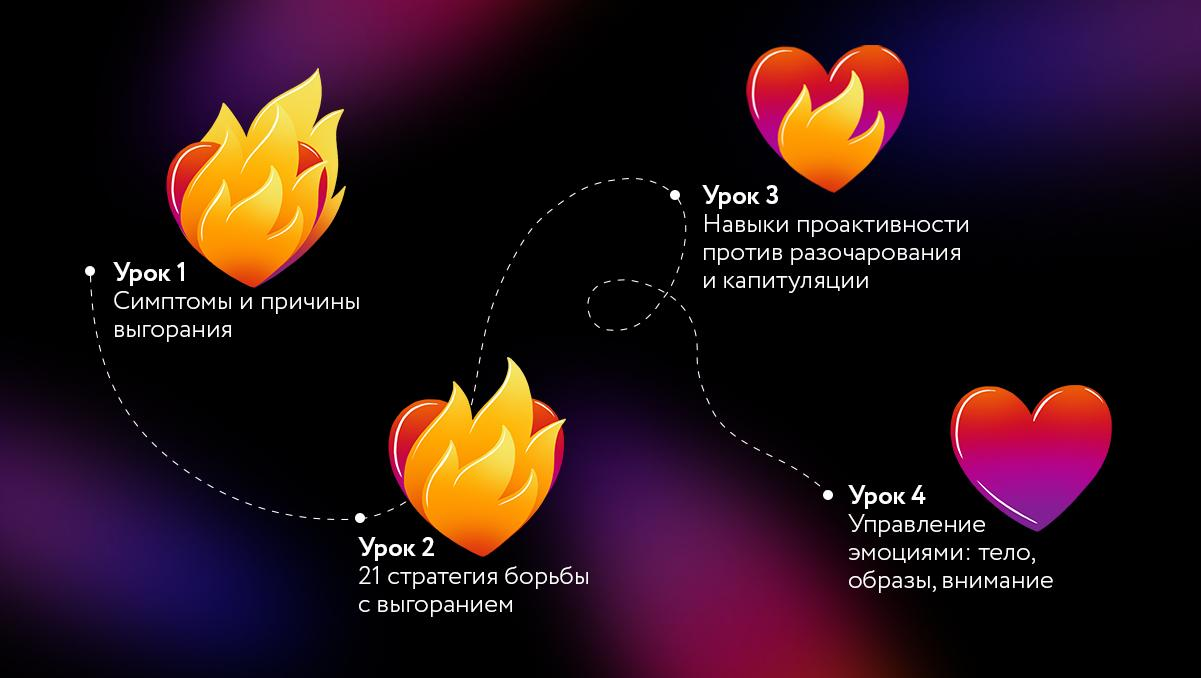 Урок 1
Симптомы и причины
выгорания
Урок 2
21 стратегия борьбы
с выгоранием
Урок 3
Навыки проактивности
против разочарования
и капитуляции
Урок 4
Управление
эмоциями: тело,
образы, внимание